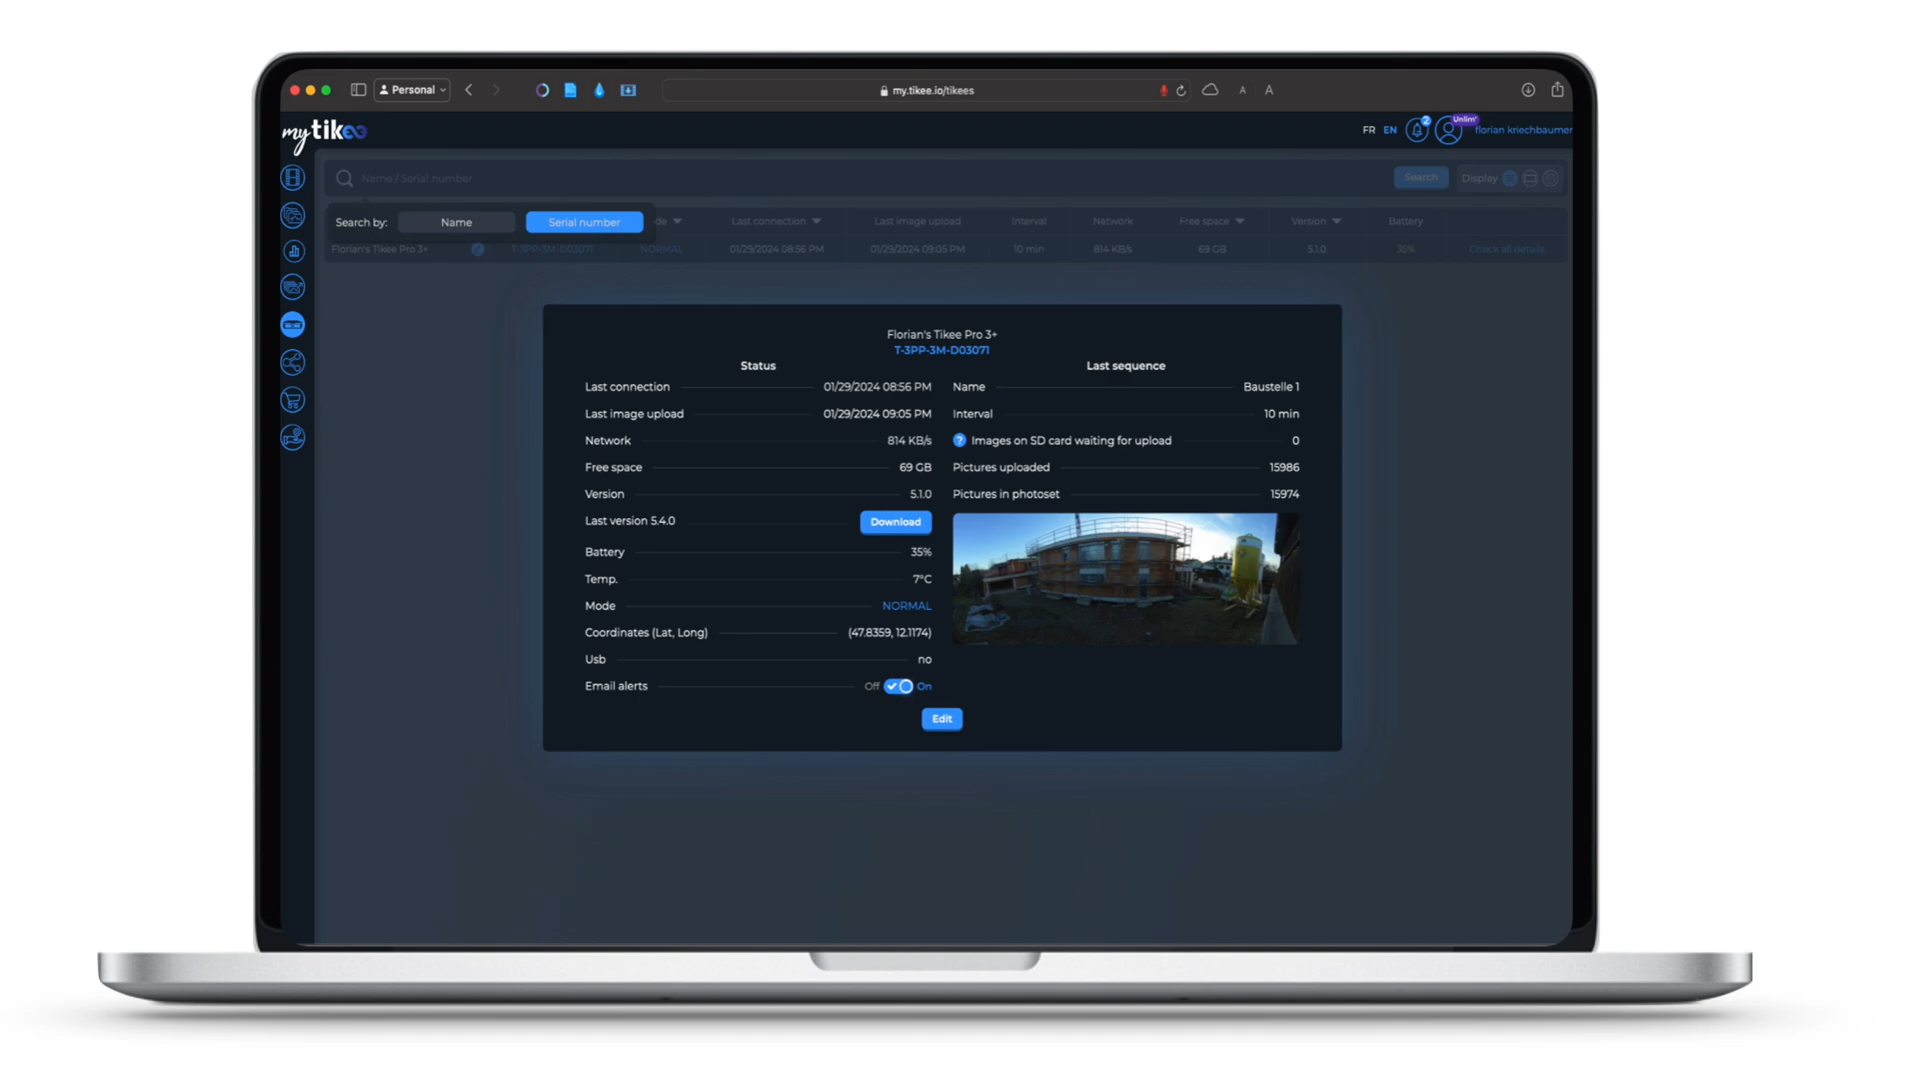 Personal
my.tikee.io/tikees
A A
mytikee
FR EN
2
Unlim'
florian kriechbaumer
Name / Serial number
Search
Display
Search by: Name Serial number
de Last connection Last image upload Interval Network Free space Version Battery
Florian's Tikee Pro 3+ T-3PP-3M-D03071 NORMAL 01/29/2024 08:56 PM 01/29/2024 09:05 PM 10 min 814 KB/s 69 GB 5.1.0 35% Check all details
Florian's Tikee Pro 3+
T-3PP-3M-D03071
Status
Last connection 01/29/2024 08:56 PM
Last image upload 01/29/2024 09:05 PM
Network 814 KB/s
Free space 69 GB
Version 5.1.0
Last version 5.4.0 Download
Battery 35%
Temp. 7°C
Mode NORMAL
Coordinates (Lat, Long) (47.8359, 12.1174)
Usb no
Email alerts Off On
Last sequence
Name Baustelle 1
Interval 10 min
? Images on SD card waiting for upload 0
Pictures uploaded 15986
Pictures in photoset 15974
Edit